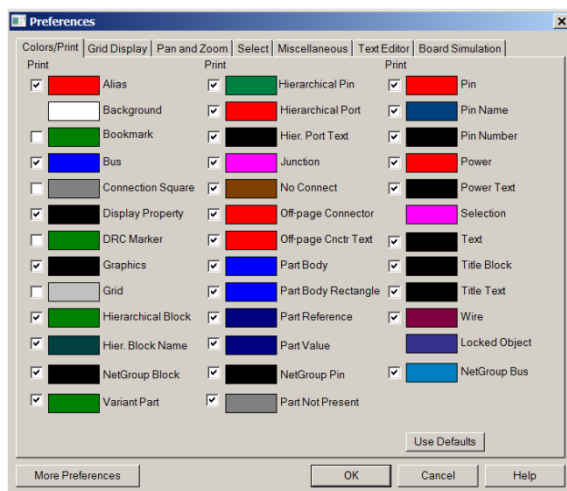 Preferences
Colors/Print Grid Display Pan and Zoom Select Miscellaneous Text Editor Board Simulation
Print Print Print
Alias Hierarchical Pin Pin
Background Hierarchical Port Pin Name
Bookmark Hier. Port Text Pin Number
Bus Junction Power
Connection Square No Connect Power Text
Display Property Off-page Connector Selection
DRC Marker Off-page Cnctr Text Text
Graphics Part Body Title Block
Grid Part Body Rectangle Title Text
Hierarchical Block Part Reference Wire
Hier. Block Name Part Value Locked Object
NetGroup Block NetGroup Pin NetGroup Bus
Variant Part Part Not Present
Use Defaults
More Preferences OK Cancel Help